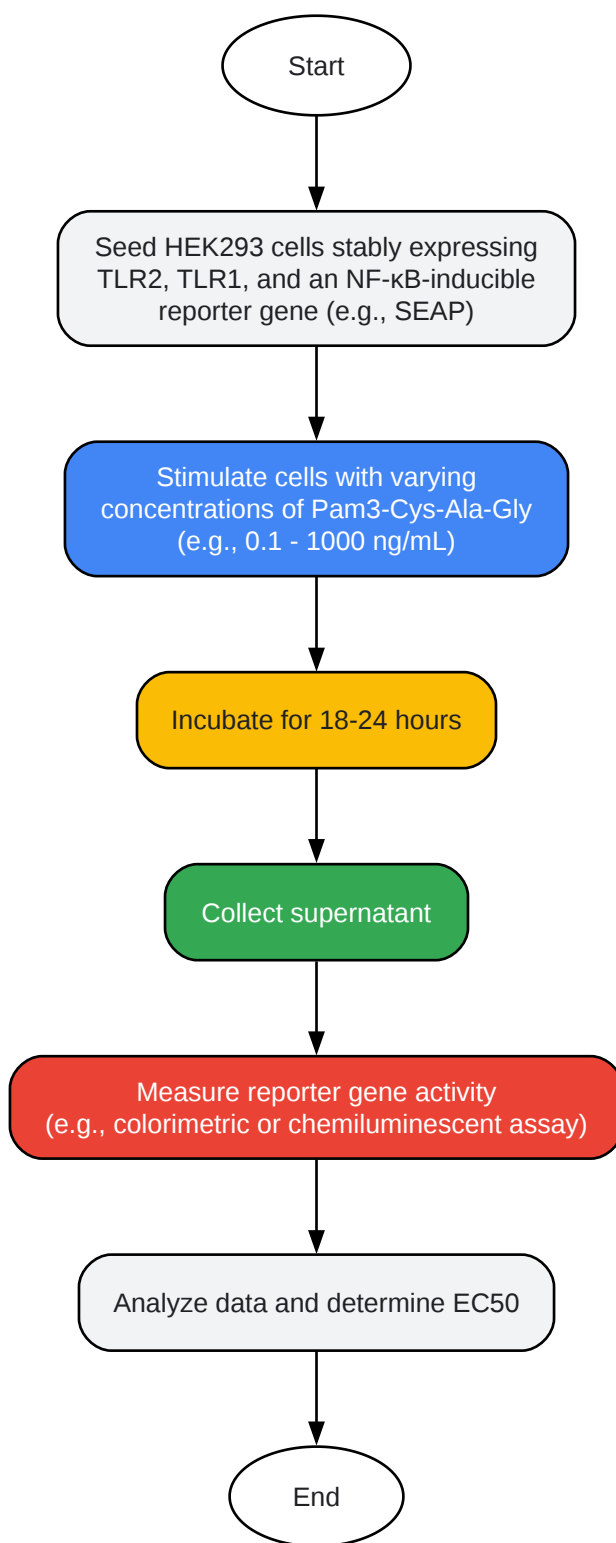 Start
Seed HEK293 cells stably expressing
TLR2, TLR1, and an NF-κB-inducible
reporter gene (e.g., SEAP)
Stimulate cells with varying
concentrations of Pam3-Cys-Ala-Gly
(e.g., 0.1 - 1000 ng/mL)
Incubate for 18-24 hours
Collect supernatant
Measure reporter gene activity
(e.g., colorimetric or chemiluminescent assay)
Analyze data and determine EC50
End